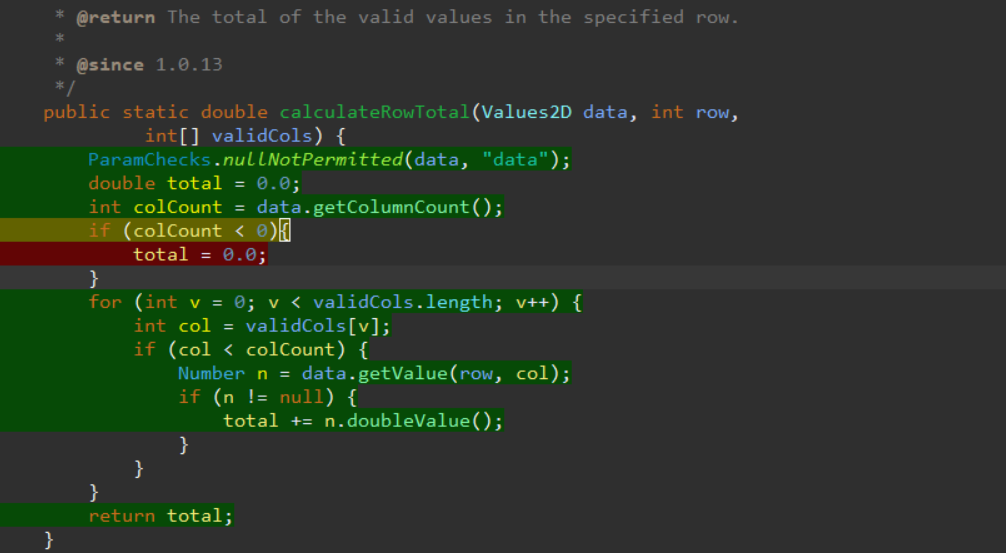 * @return The total of the valid values in the specified row.
*
* @since 1.0.13
*/
public static double calculateRowTotal(Values2D data, int row,
int[] validCols) {
ParamChecks.nullNotPermitted(data, "data");
double total = 0.0;
int colCount = data.getColumnCount();
if (colCount < 0){
total = 0.0;
}
for (int v = 0; v < validCols.length; v++) {
int col = validCols[v];
if (col < colCount) {
Number n = data.getValue(row, col);
if (n != null) {
total += n.doubleValue();
}
}
}
return total;
}